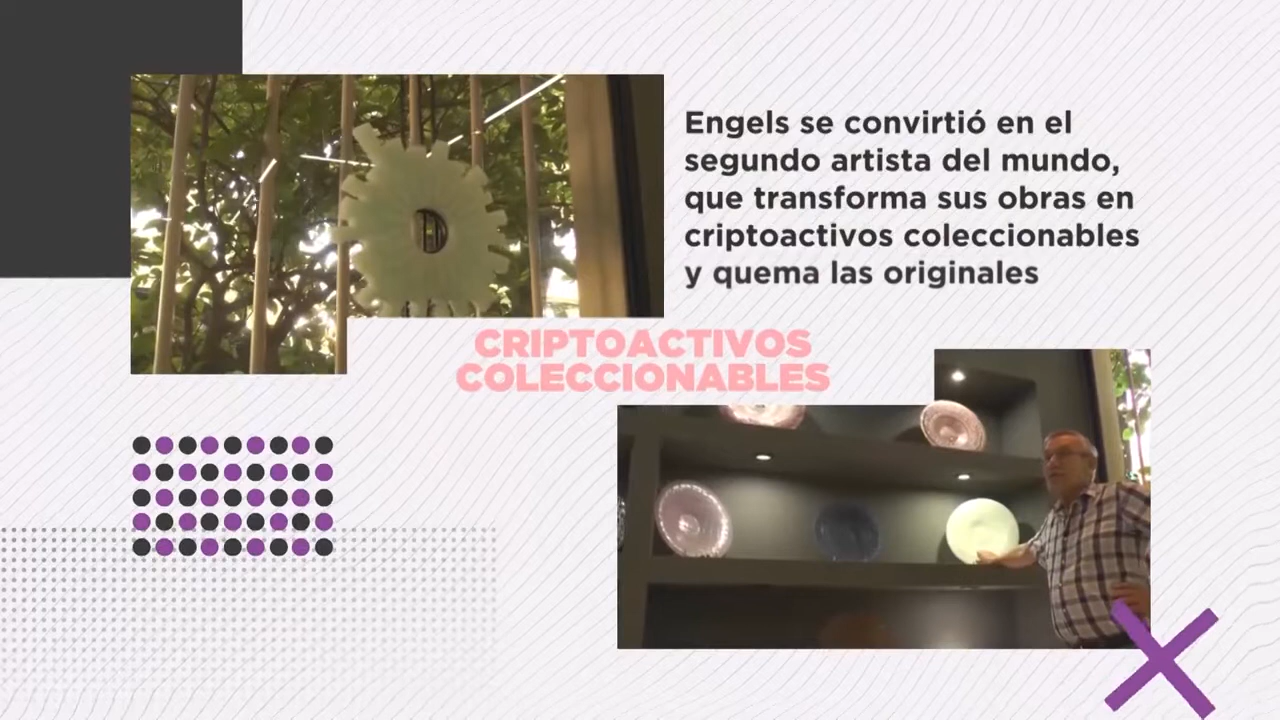 Engels se convirtió en el
segundo artista del mundo,
que transforma sus obras en
criptoactivos coleccionables
y quema las originales
CRIPTOACTIVOS
COLECCIONABLES